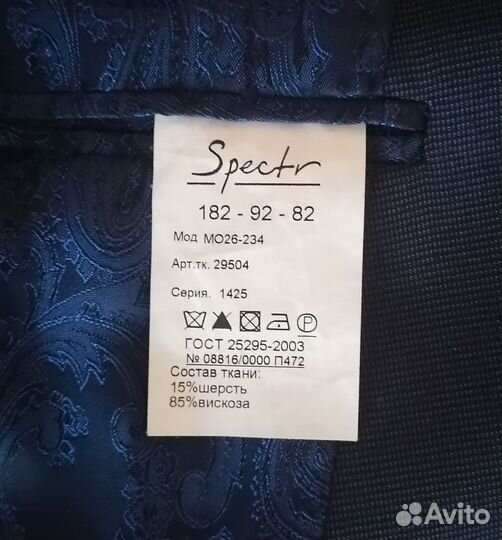 Spectr
182 - 92 - 82
Мод МО26-234
Арт.тк. 29504
Серия. 1425
P
ГОСТ 25295-2003
№ 08816/0000 П472
Состав ткани:
15%шерсть
85%вискоза
Avito